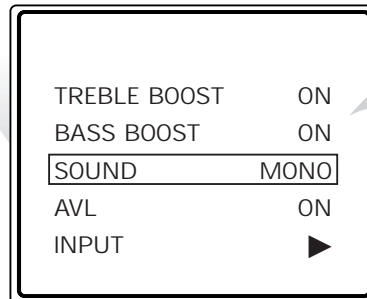 TREBLE BOOST ON
BASS BOOST ON
SOUND MONO
AVL ON
INPUT ▶